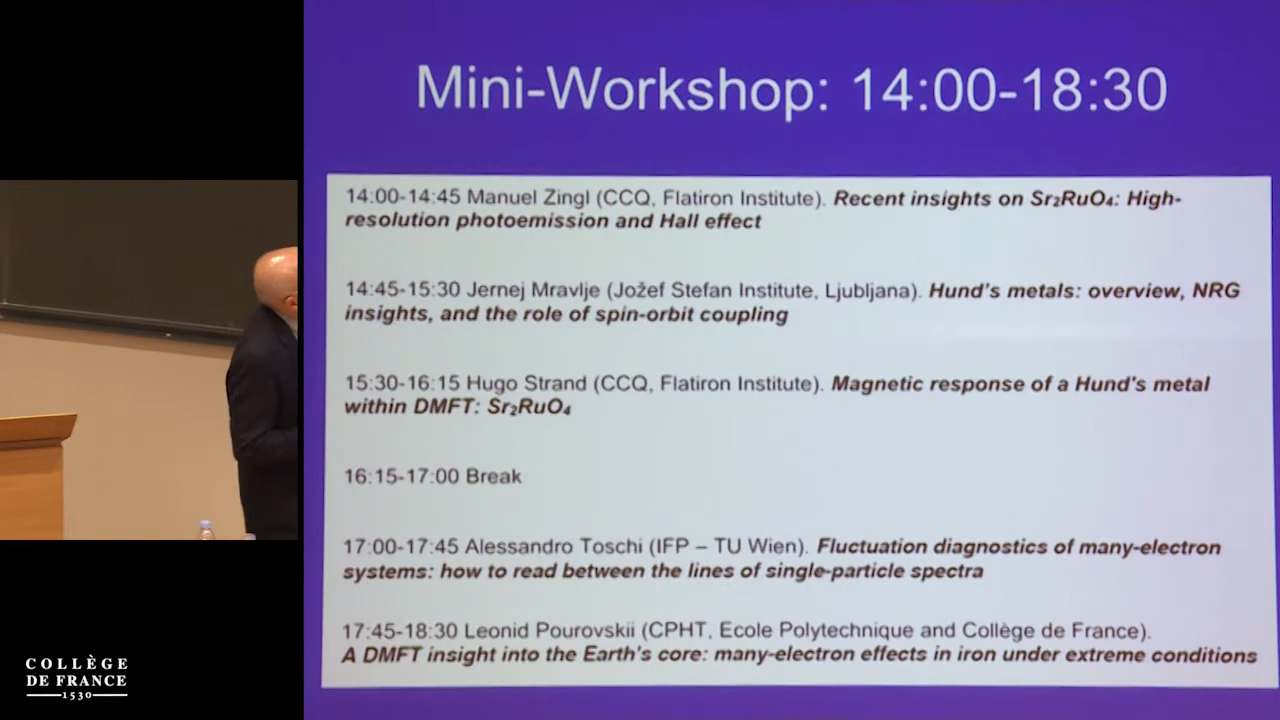 Mini-Workshop: 14:00-18:30
14:00-14:45 Manuel Zingl (CCQ, Flatiron Institute). Recent insights on Sr₂RuO₄: High-
resolution photoemission and Hall effect
14:45-15:30 Jernej Mravlje (Jožef Stefan Institute, Ljubljana). Hund's metals: overview, NRG
insights, and the role of spin-orbit coupling
15:30-16:15 Hugo Strand (CCQ, Flatiron Institute). Magnetic response of a Hund's metal
within DMFT: Sr₂RuO₄
16:15-17:00 Break
17:00-17:45 Alessandro Toschi (IFP – TU Wien). Fluctuation diagnostics of many-electron
systems: how to read between the lines of single-particle spectra
17:45-18:30 Leonid Pourovskii (CPHT, Ecole Polytechnique and Collège de France).
A DMFT insight into the Earth's core: many-electron effects in iron under extreme conditions
COLLÈGE
DE FRANCE
1530